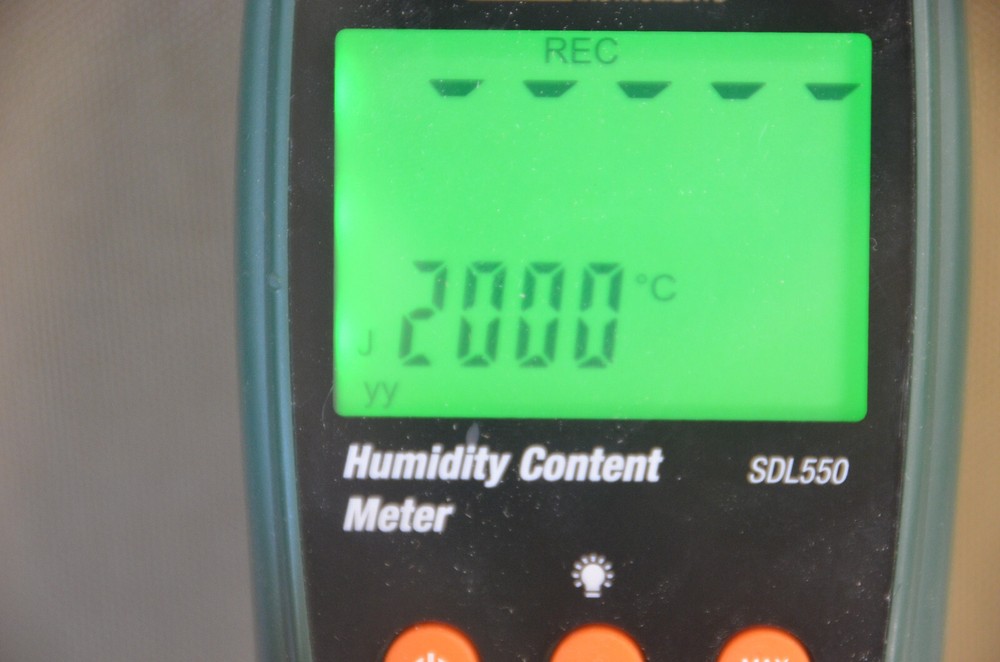 REC
2000 °C
J
yy
Humidity Content SDL550
Meter